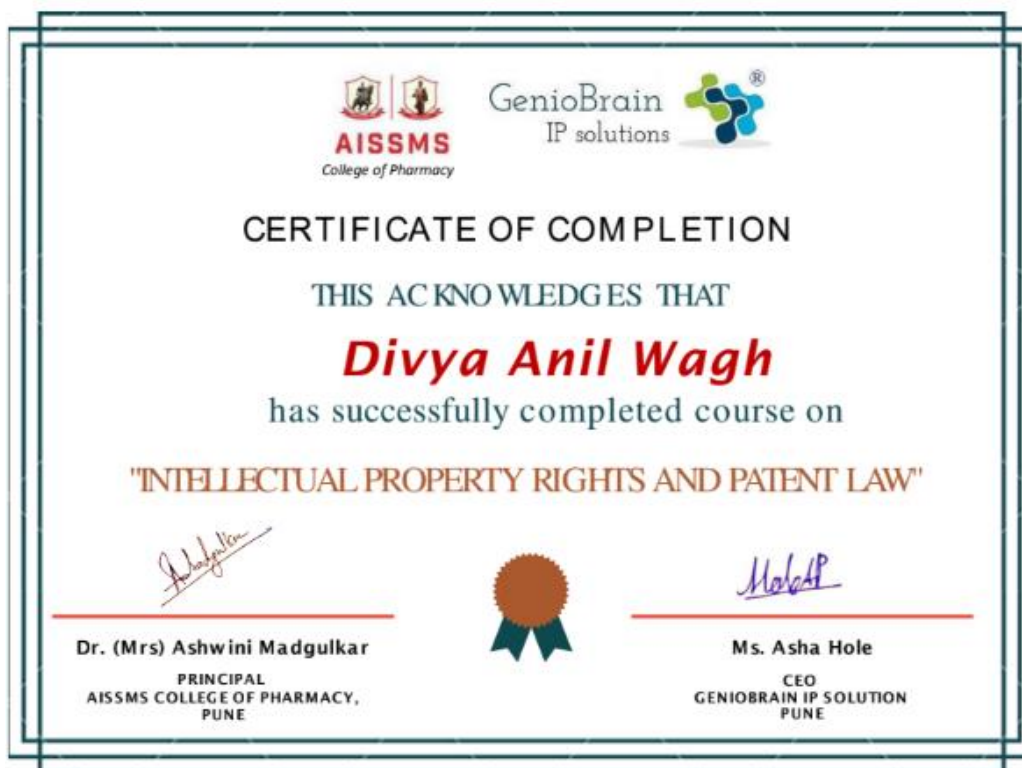 AISSMS
College of Pharmacy
GenioBrain ®
IP solutions
CERTIFICATE OF COMPLETION
THIS ACKNOWLEDGES THAT
Divya Anil Wagh
has successfully completed course on
"INTELLECTUAL PROPERTY RIGHTS AND PATENT LAW"
Dr. (Mrs) Ashwini Madgulkar
PRINCIPAL
AISSMS COLLEGE OF PHARMACY,
PUNE
Ms. Asha Hole
CEO
GENIOBRAIN IP SOLUTION
PUNE